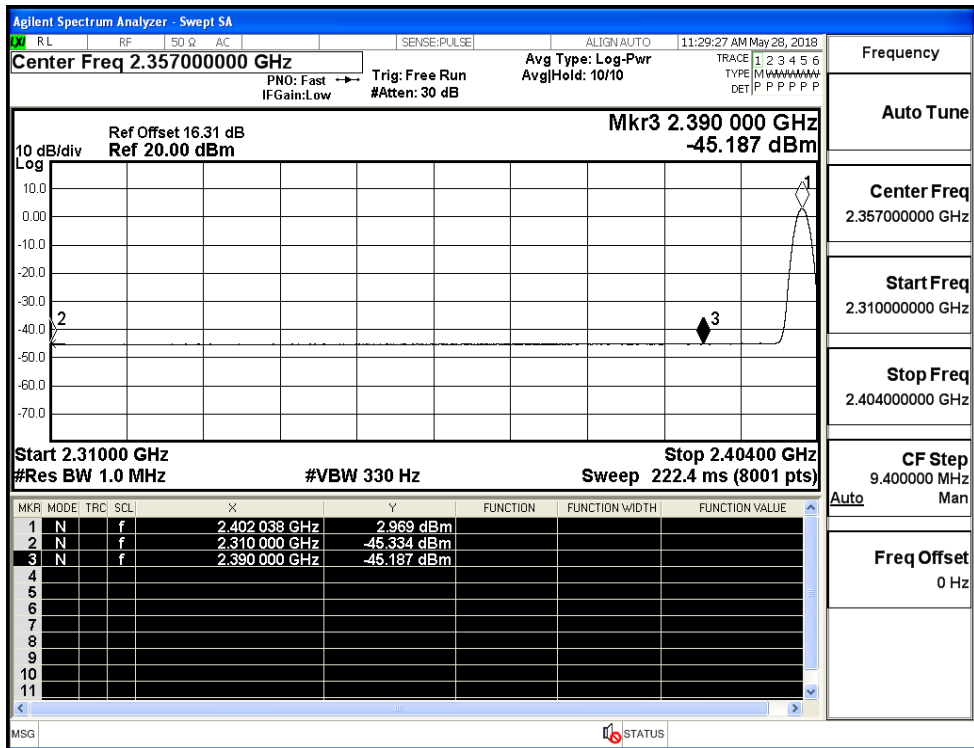 Agilent Spectrum Analyzer - Swept SA
LXI RL RF 50 Ω AC SENSE:PULSE ALIGN AUTO 11:29:27 AM May 28, 2018
Center Freq 2.357000000 GHz
PNO: Fast
IFGain:Low
Trig: Free Run
#Atten: 30 dB
Avg Type: Log-Pwr
Avg|Hold: 10/10
TRACE 1 2 3 4 5 6
TYPE M WWWWW
DET P P P P P P
Ref Offset 16.31 dB
10 dB/div Ref 20.00 dBm
Log
Mkr3 2.390 000 GHz
-45.187 dBm
10.0
0.00
-10.0
-20.0
-30.0
-40.0
-50.0
-60.0
-70.0
1
2
3
Start 2.31000 GHz Stop 2.40400 GHz
#Res BW 1.0 MHz #VBW 330 Hz Sweep 222.4 ms (8001 pts)
MKR MODE TRC SCL X Y FUNCTION FUNCTION WIDTH FUNCTION VALUE
1 N f 2.402 038 GHz 2.969 dBm
2 N f 2.310 000 GHz -45.334 dBm
3 N f 2.390 000 GHz -45.187 dBm
4
5
6
7
8
9
10
11
MSG STATUS
Frequency
Auto Tune
Center Freq
2.357000000 GHz
Start Freq
2.310000000 GHz
Stop Freq
2.404000000 GHz
CF Step
9.400000 MHz
Auto Man
Freq Offset
0 Hz